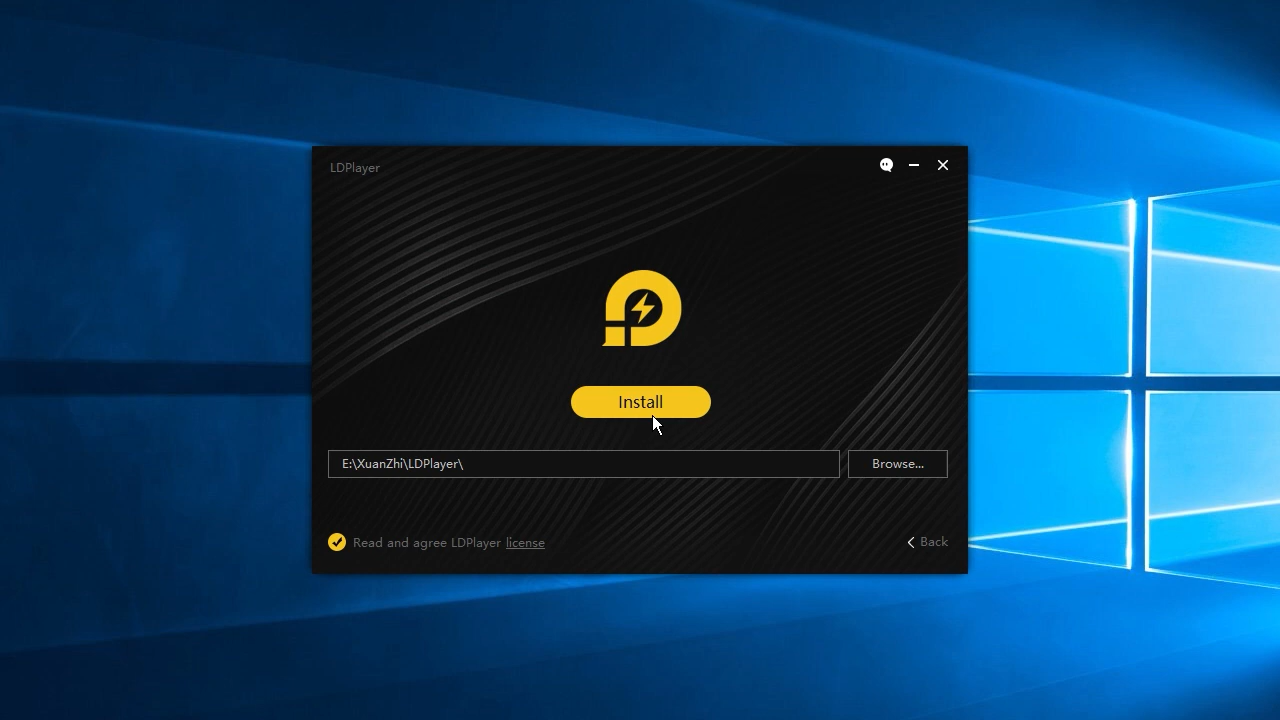 LDPlayer
Install
E:\XuanZhi\LDPlayer\
Browse...
Read and agree LDPlayer license
Back